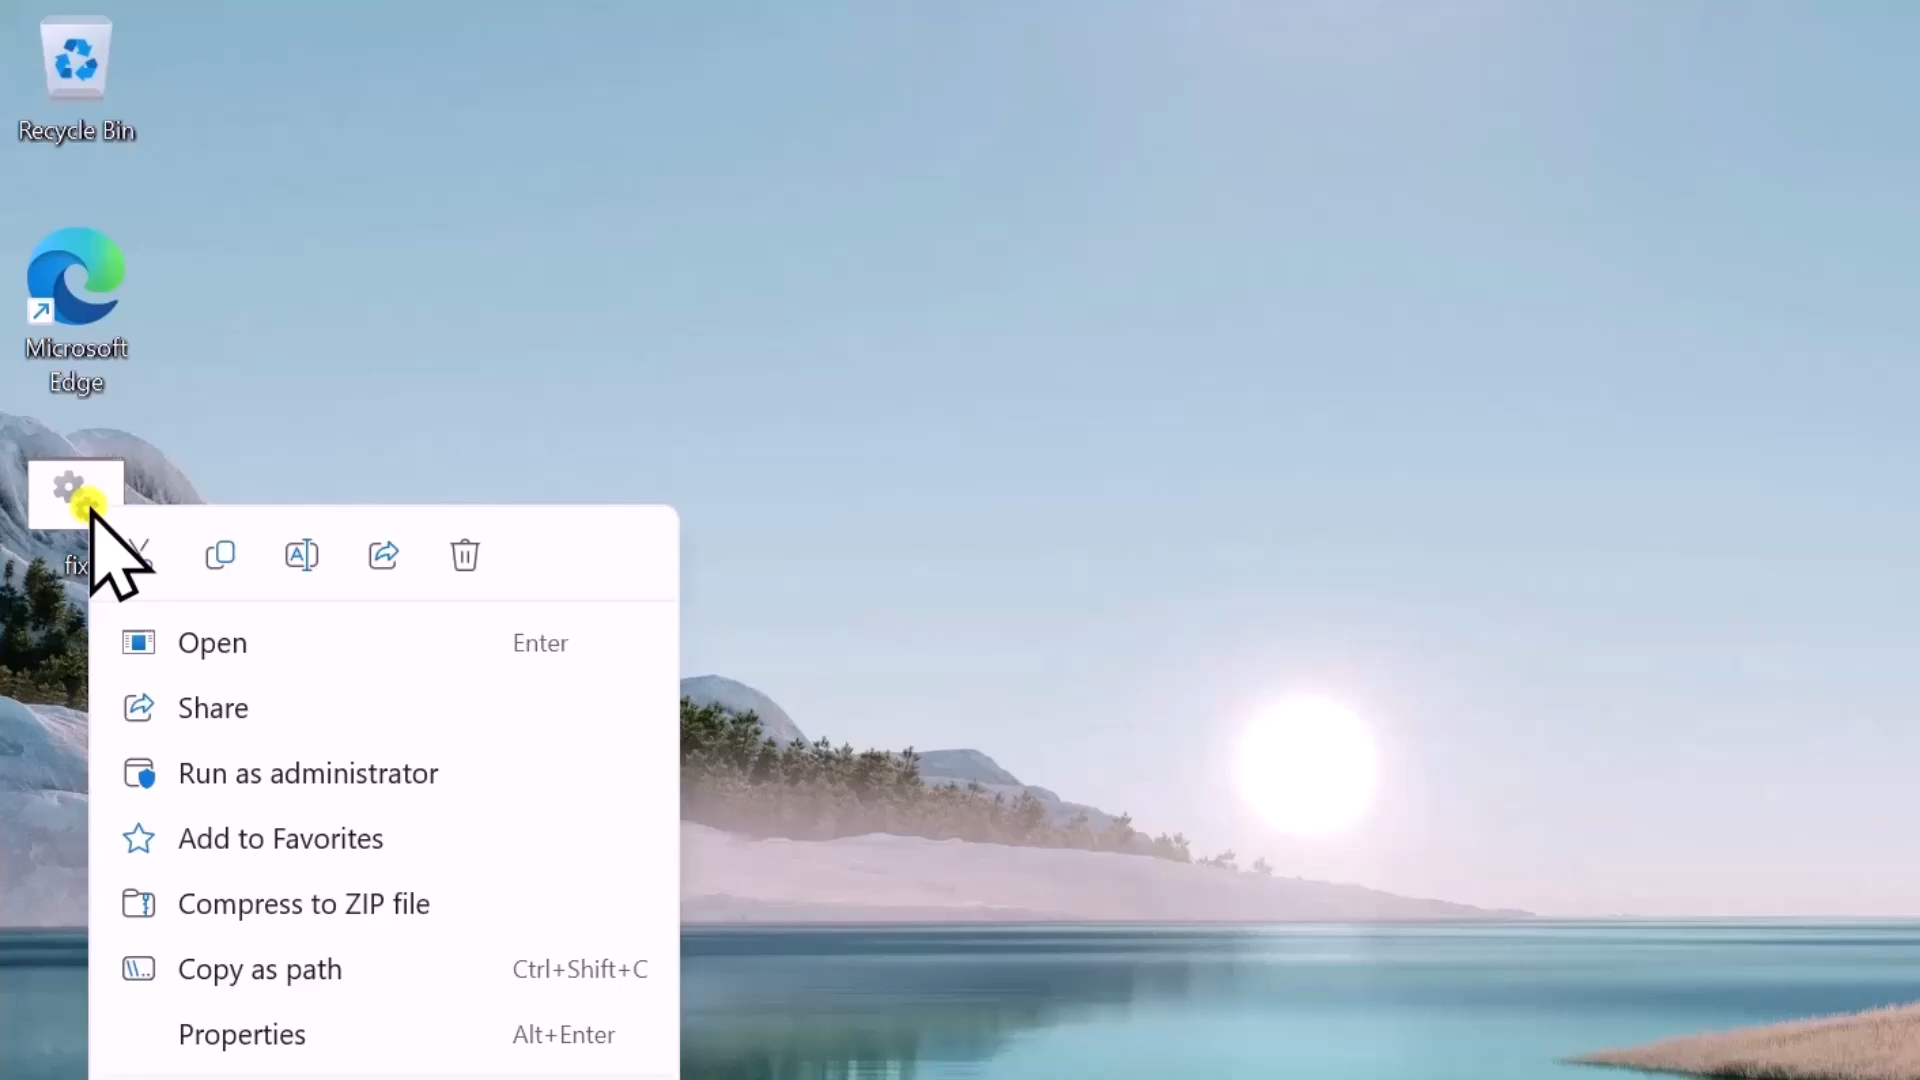 Recycle Bin
Microsoft
Edge
fix
Open Enter
Share
Run as administrator
Add to Favorites
Compress to ZIP file
Copy as path Ctrl+Shift+C
Properties Alt+Enter